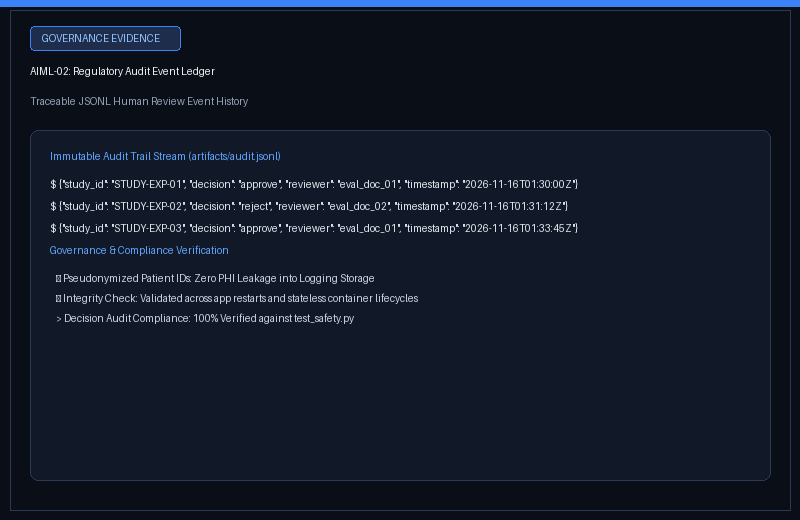 GOVERNANCE EVIDENCE
AIML-02: Regulatory Audit Event Ledger
Traceable JSONL Human Review Event History
Immutable Audit Trail Stream (artifacts/audit.jsonl)
$ {"study_id": "STUDY-EXP-01", "decision": "approve", "reviewer": "eval_doc_01", "timestamp": "2026-11-16T01:30:00Z"}
$ {"study_id": "STUDY-EXP-02", "decision": "reject", "reviewer": "eval_doc_02", "timestamp": "2026-11-16T01:31:12Z"}
$ {"study_id": "STUDY-EXP-03", "decision": "approve", "reviewer": "eval_doc_01", "timestamp": "2026-11-16T01:33:45Z"}
Governance & Compliance Verification
Pseudonymized Patient IDs: Zero PHI Leakage into Logging Storage
Integrity Check: Validated across app restarts and stateless container lifecycles
> Decision Audit Compliance: 100% Verified against test_safety.py